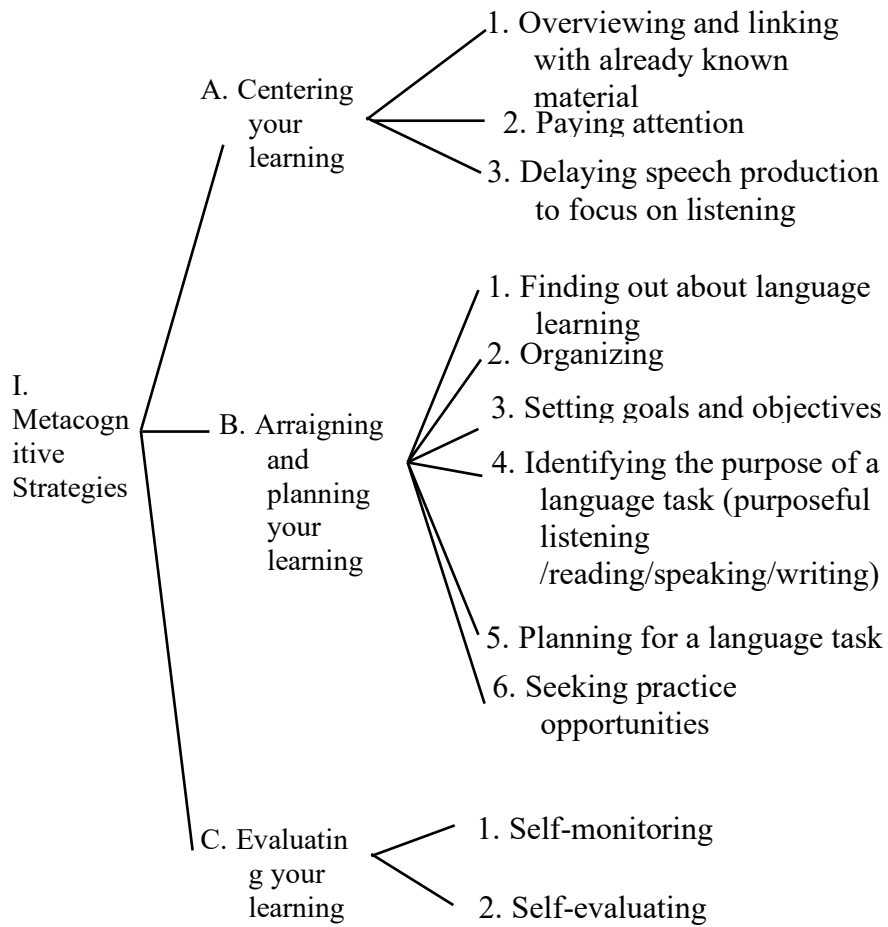 I.
Metacogn
itive
Strategies
A. Centering
your
learning
1. Overviewing and linking
with already known
material
2. Paying attention
3. Delaying speech production
to focus on listening
B. Arraigning
and
planning
your
learning
1. Finding out about language
learning
2. Organizing
3. Setting goals and objectives
4. Identifying the purpose of a
language task (purposeful
listening
/reading/speaking/writing)
5. Planning for a language task
6. Seeking practice
opportunities
C. Evaluatin
g your
learning
1. Self-monitoring
2. Self-evaluating